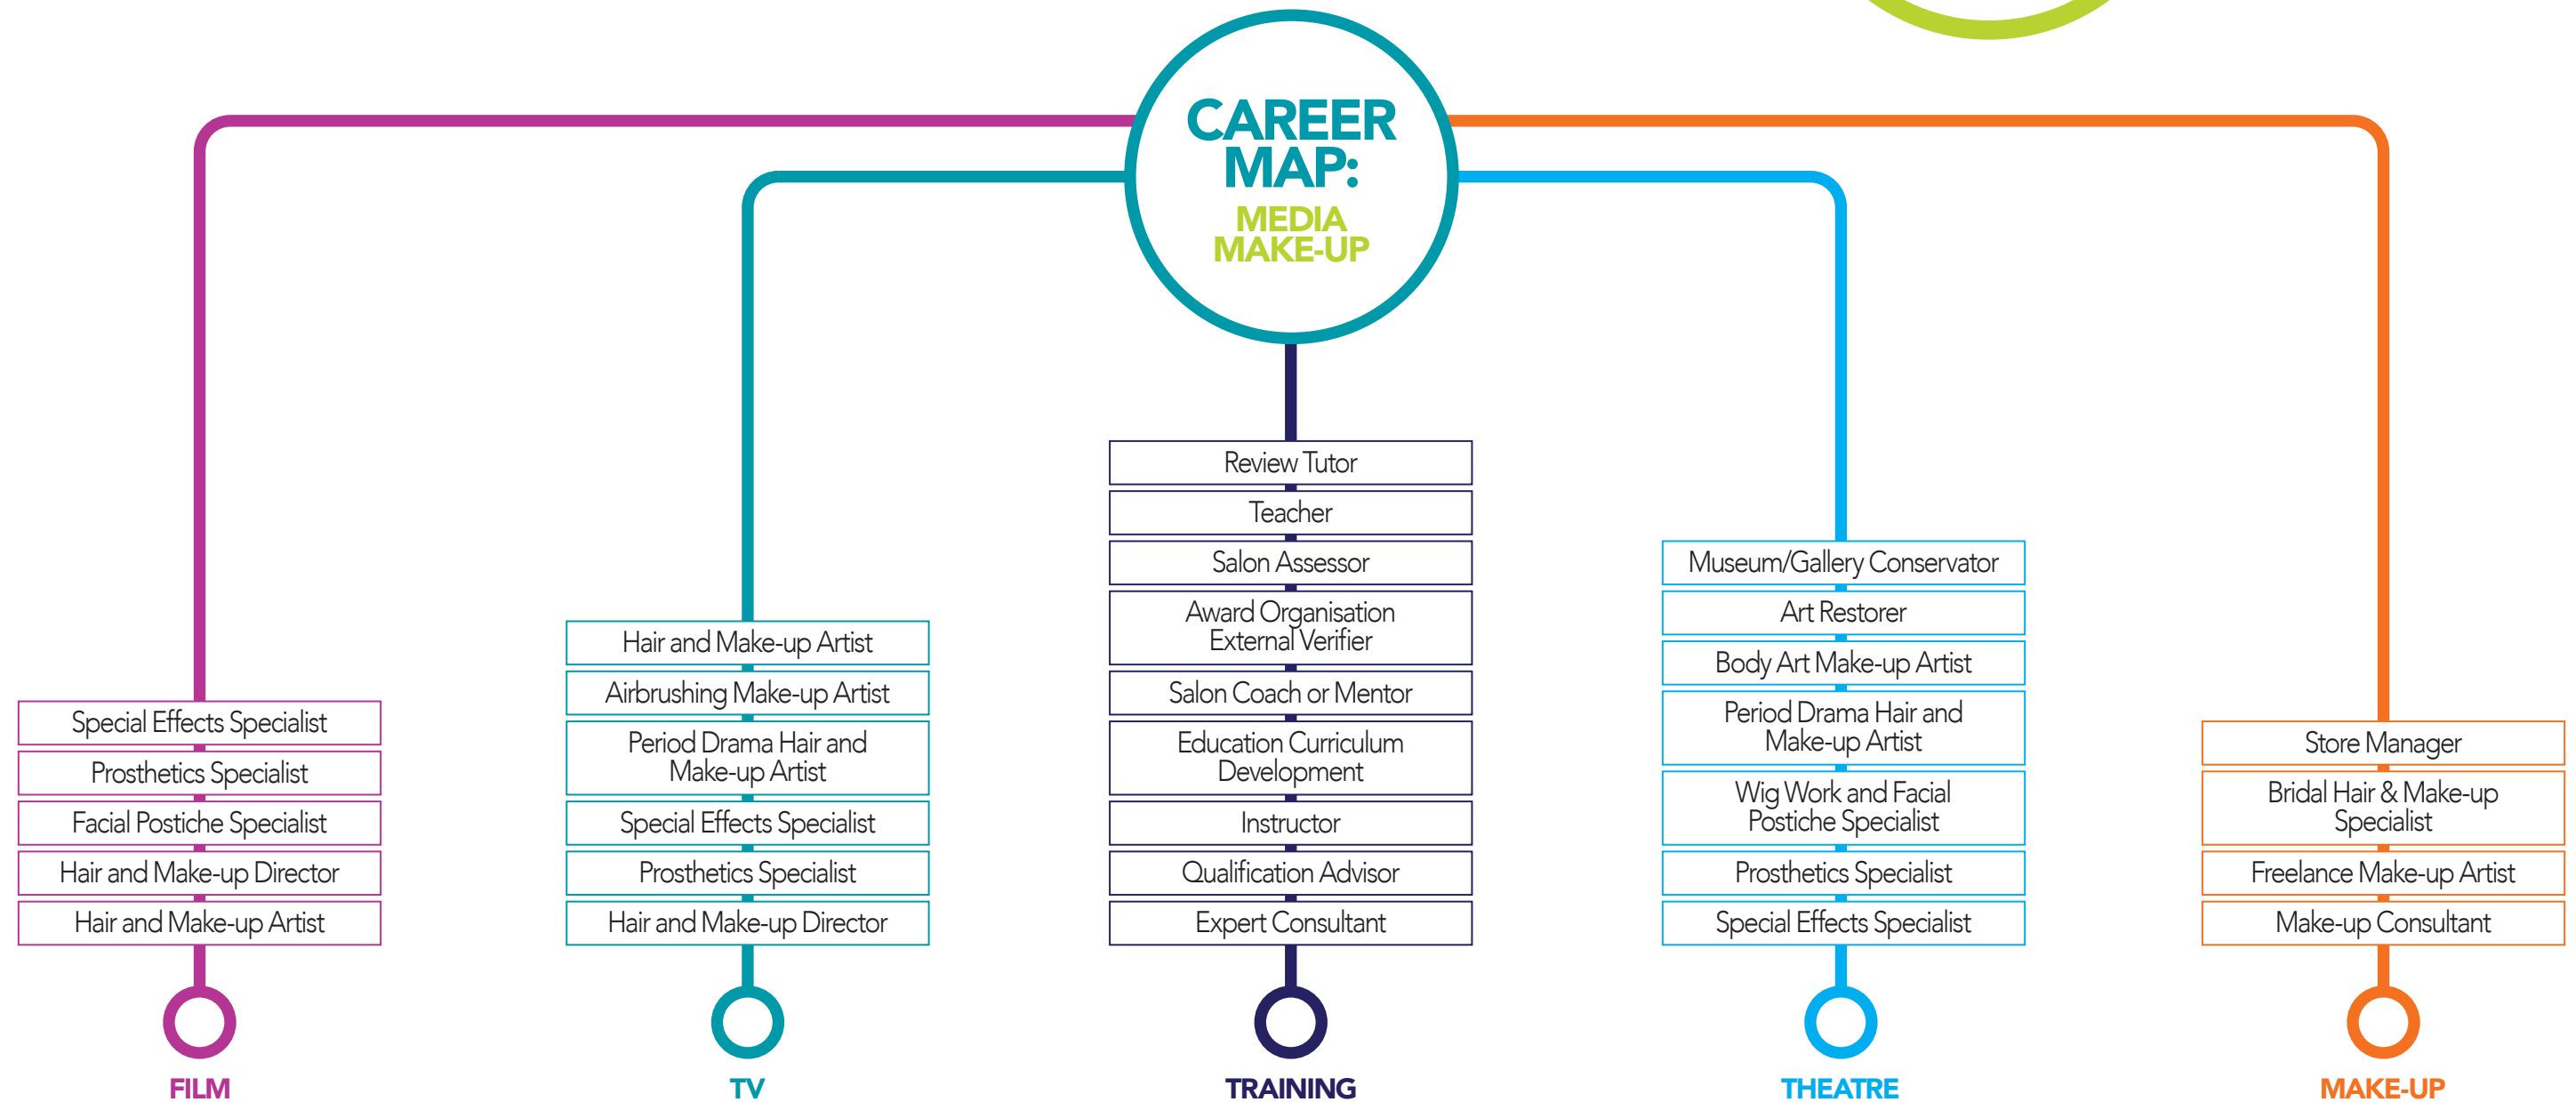 CAREER
MAP:
MEDIA
MAKE-UP
Special Effects Specialist
Prosthetics Specialist
Facial Postiche Specialist
Hair and Make-up Director
Hair and Make-up Artist
FILM
Hair and Make-up Artist
Airbrushing Make-up Artist
Period Drama Hair and
Make-up Artist
Special Effects Specialist
Prosthetics Specialist
Hair and Make-up Director
TV
Review Tutor
Teacher
Salon Assessor
Award Organisation
External Verifier
Salon Coach or Mentor
Education Curriculum
Development
Instructor
Qualification Advisor
Expert Consultant
TRAINING
Museum/Gallery Conservator
Art Restorer
Body Art Make-up Artist
Period Drama Hair and
Make-up Artist
Wig Work and Facial
Postiche Specialist
Prosthetics Specialist
Special Effects Specialist
THEATRE
Store Manager
Bridal Hair & Make-up
Specialist
Freelance Make-up Artist
Make-up Consultant
MAKE-UP